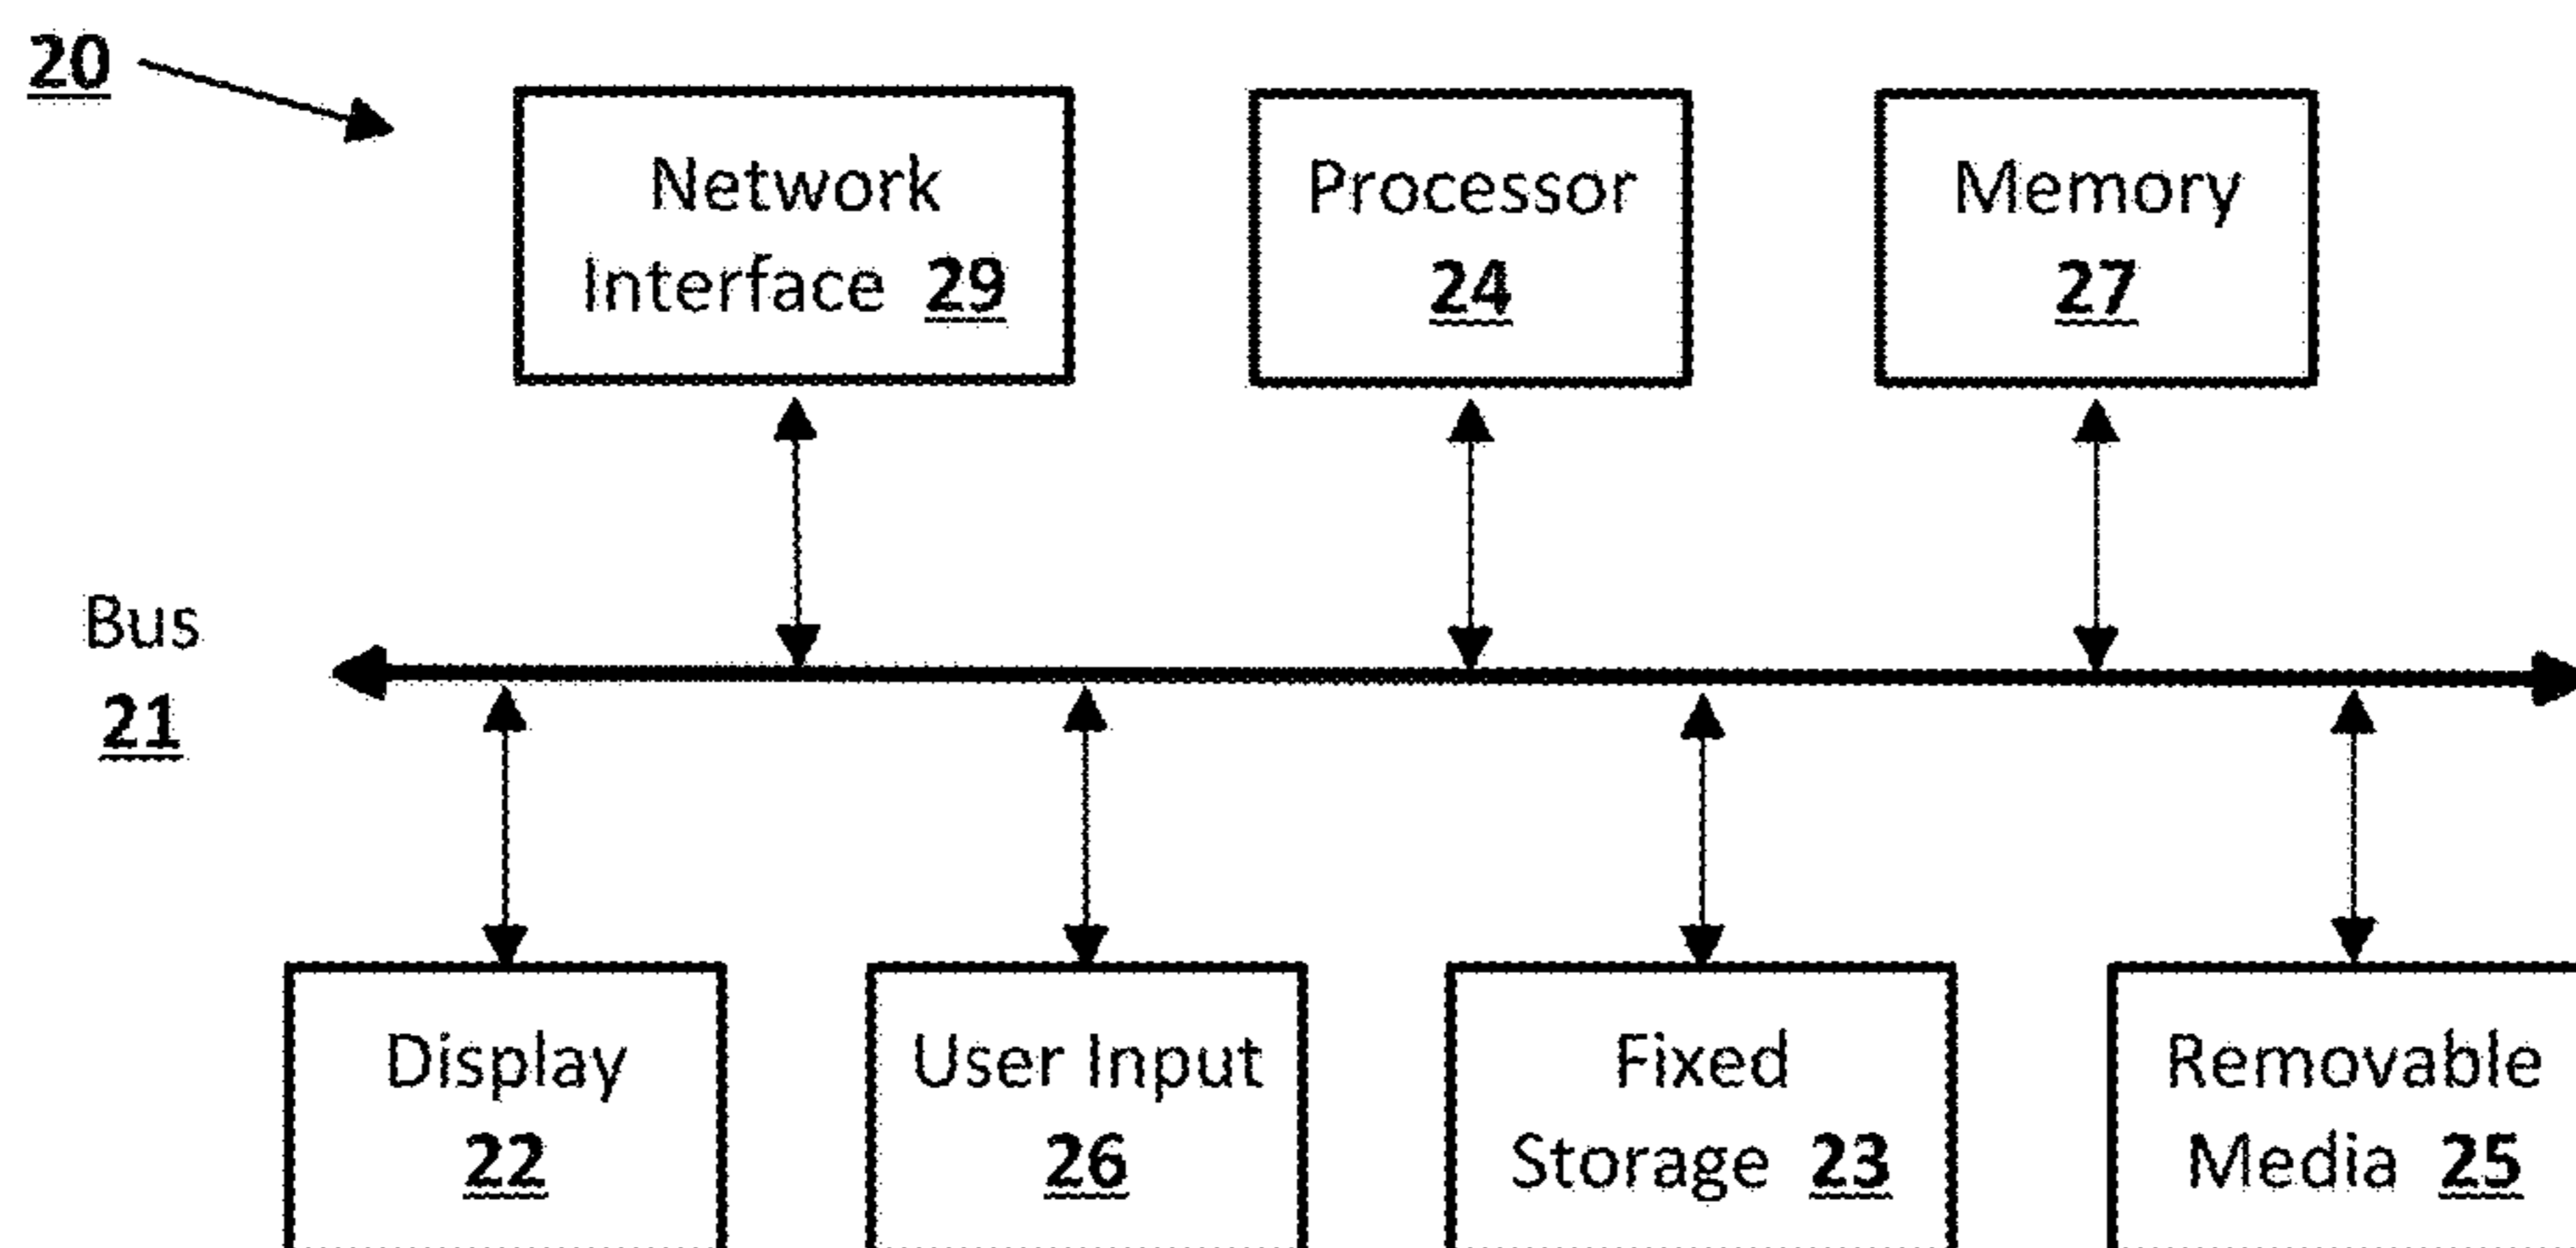 20
Network
Interface 29
Processor
24
Memory
27
Bus
21
Display
22
User Input
26
Fixed
Storage 23
Removable
Media 25